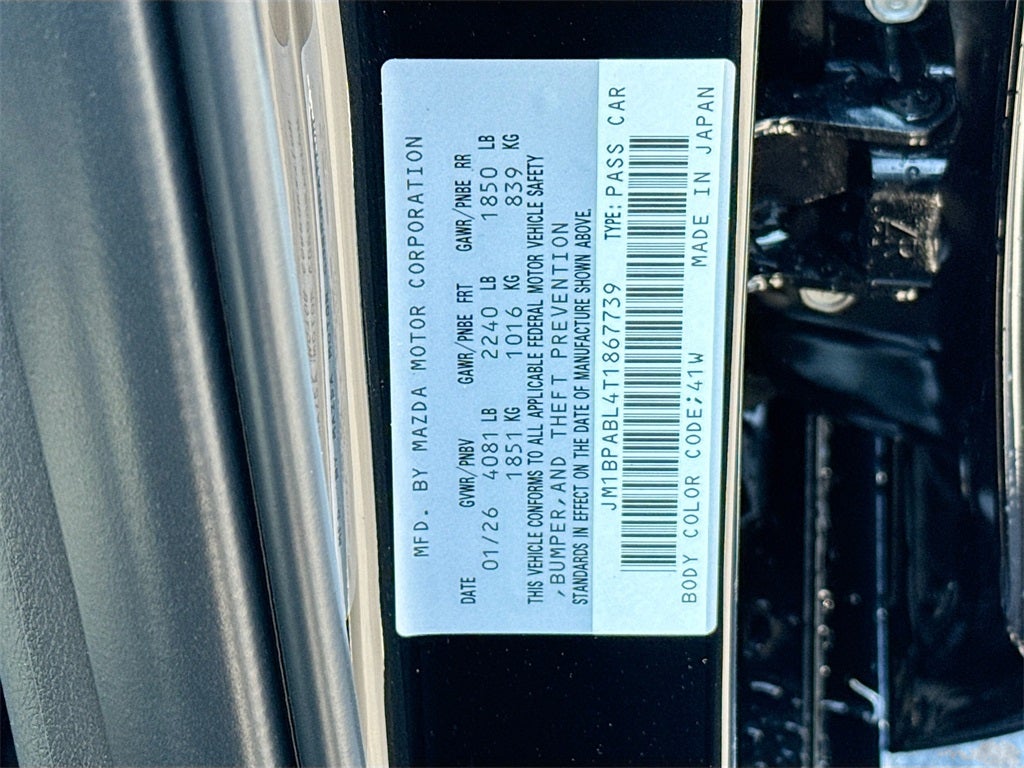 MFD. BY MAZDA MOTOR CORPORATION
DATE GVWR/PNBV GAWR/PNBE FRT GAWR/PNBE RR
01/26 4081 LB 2240 LB 1850 LB
1851 KG 1016 KG 839 KG
THIS VEHICLE CONFORMS TO ALL APPLICABLE FEDERAL MOTOR VEHICLE SAFETY
,BUMPER,AND THEFT PREVENTION
STANDARDS IN EFFECT ON THE DATE OF MANUFACTURE SHOWN ABOVE.
JM1BPABL4T1867739 TYPE: PASS CAR
BODY COLOR CODE;41W MADE IN JAPAN